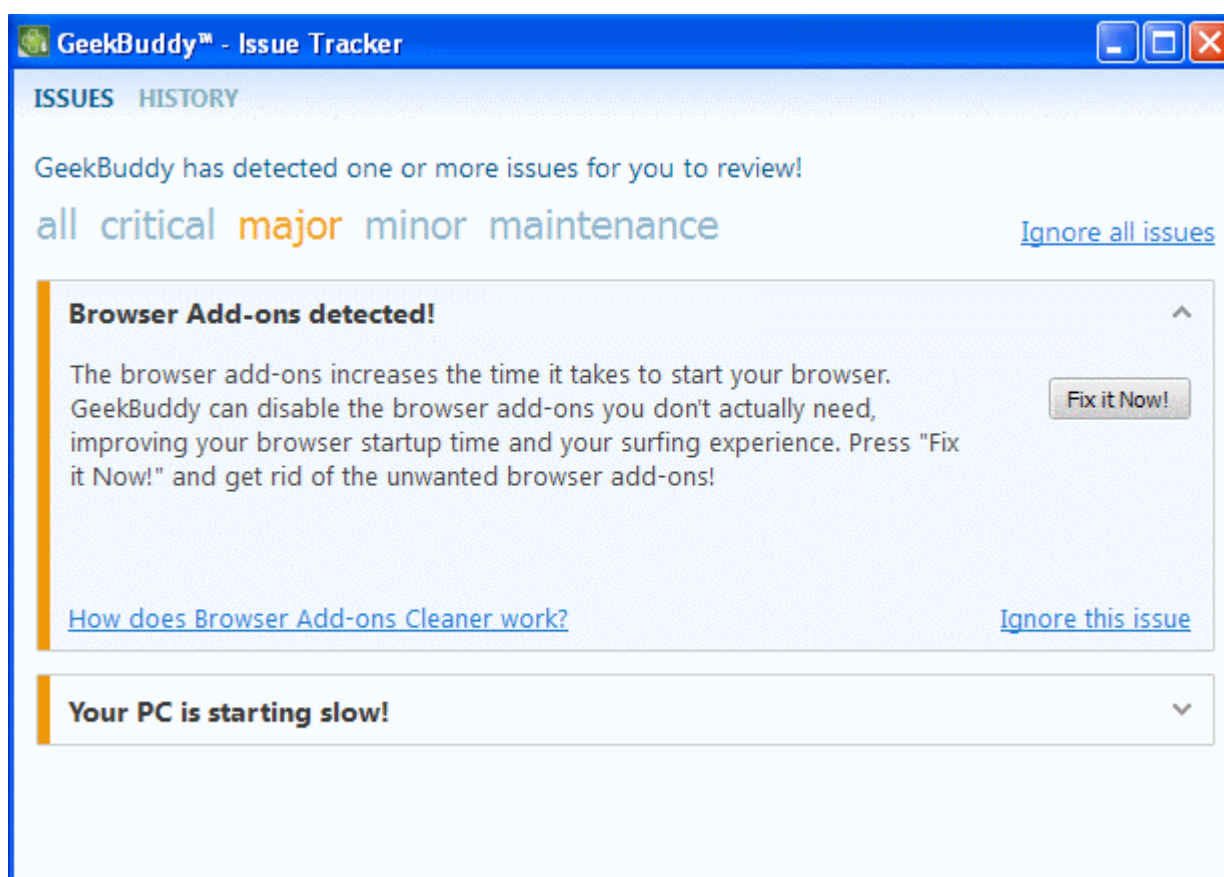 GeekBuddy™ - Issue Tracker
ISSUES HISTORY
GeekBuddy has detected one or more issues for you to review!
all critical major minor maintenance
Ignore all issues
Browser Add-ons detected!
The browser add-ons increases the time it takes to start your browser.
GeekBuddy can disable the browser add-ons you don't actually need,
improving your browser startup time and your surfing experience. Press "Fix
it Now!" and get rid of the unwanted browser add-ons!
Fix it Now!
How does Browser Add-ons Cleaner work?
Ignore this issue
Your PC is starting slow!